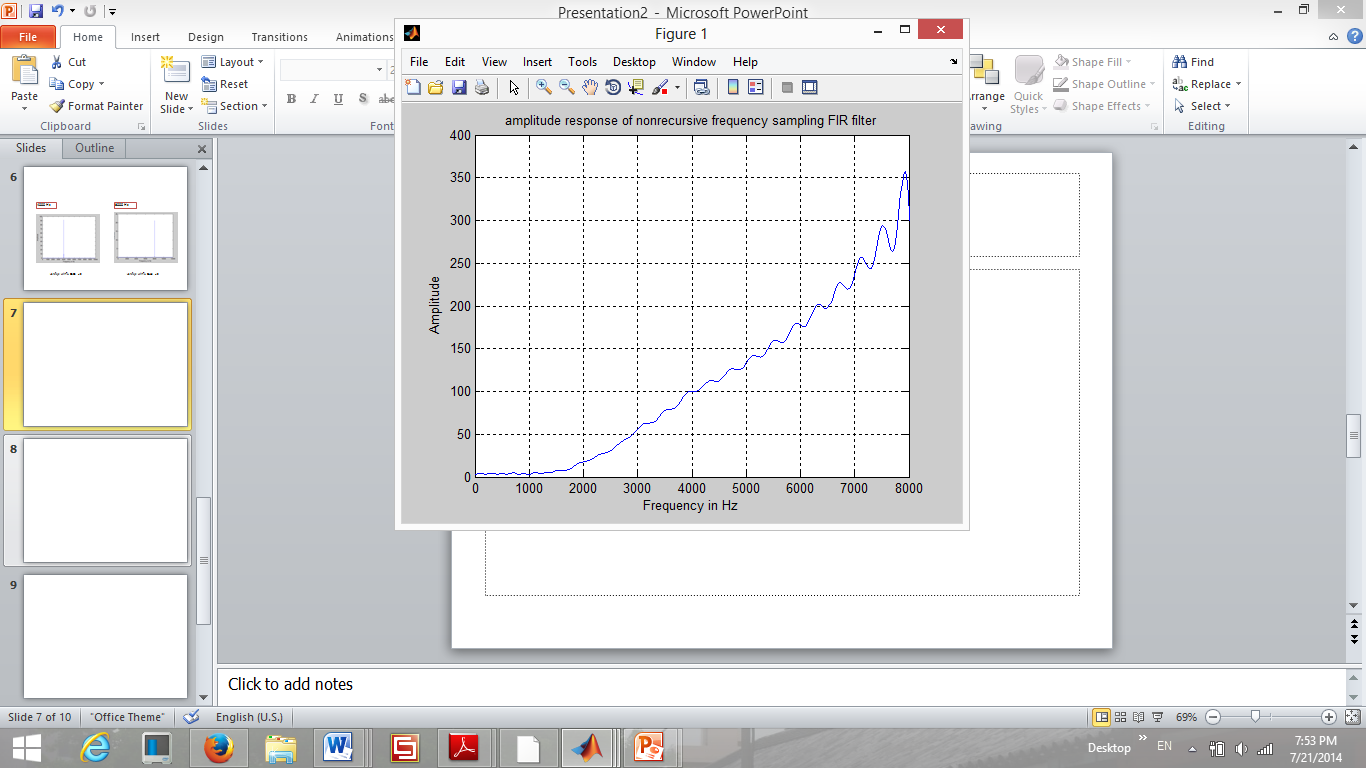 Presentation2 - Microsoft PowerPoint
File Home Insert Design Transitions Animations
Paste
Cut
Copy
Format Painter
Clipboard
New
Slide
Layout
Reset
Section
Slides
B I U S abc
Font
Arrange
Quick
Styles
Shape Fill
Shape Outline
Shape Effects
awing
Find
Replace
Select
Editing
Figure 1
File Edit View Insert Tools Desktop Window Help
amplitude response of nonrecursive frequency sampling FIR filter
400
350
300
250
200
150
100
50
0
Amplitude
0 1000 2000 3000 4000 5000 6000 7000 8000
Frequency in Hz
Slides Outline
6
7
8
9
Click to add notes
Slide 7 of 10 "Office Theme" English (U.S.) 69%
Desktop EN 7:53 PM
7/21/2014